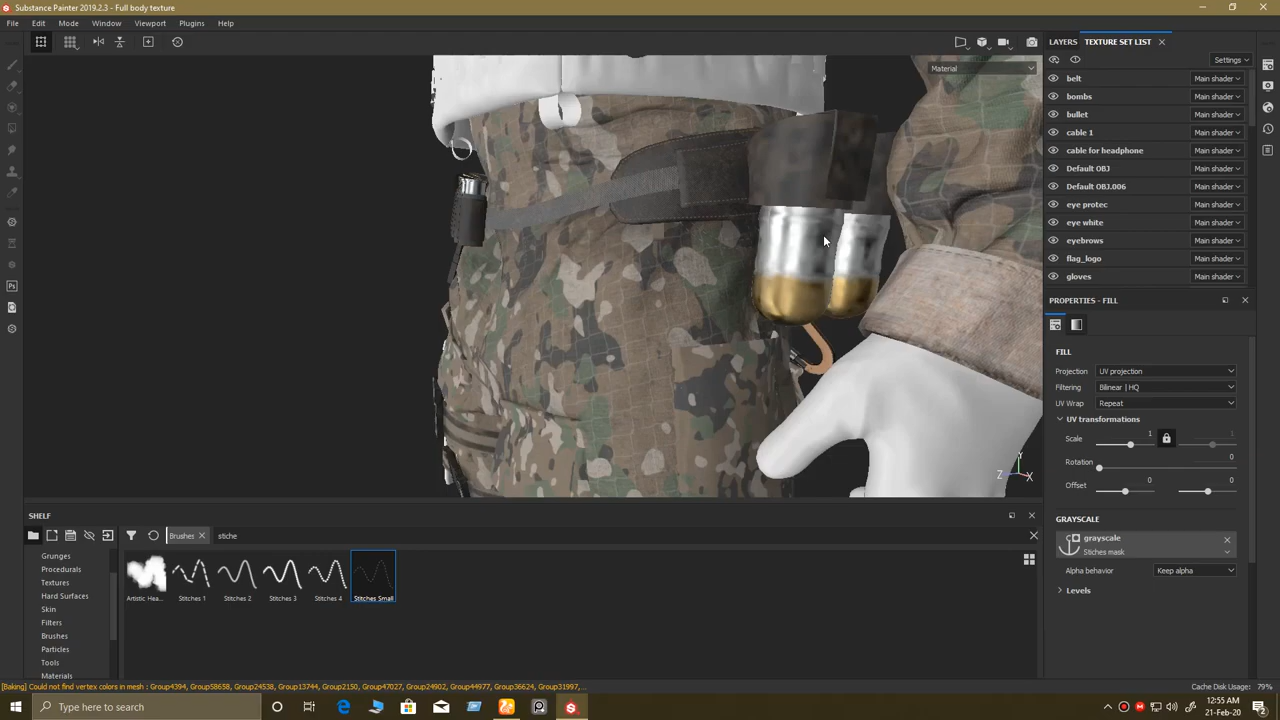 Substance Painter 2019.2.3 - Full body texture
File Edit Mode Window Viewport Plugins Help
Material
LAYERS TEXTURE SET LIST
Settings
belt Main shader
bombs Main shader
bullet Main shader
cable 1 Main shader
cable for headphone Main shader
Default OBJ Main shader
Default OBJ.006 Main shader
eye protec Main shader
eye white Main shader
eyebrows Main shader
flag_logo Main shader
gloves Main shader
PROPERTIES - FILL
FILL
Projection UV projection
Filtering Bilinear | HQ
UV Wrap Repeat
UV transformations
Scale 1 1
Rotation 0
Offset 0 0
GRAYSCALE
grayscale
Stiches mask
Alpha behavior Keep alpha
Levels
Y
Z X
SHELF
Brushes stiche
Grunges
Procedurals
Textures
Hard Surfaces
Skin
Filters
Brushes
Particles
Tools
Materials
Artistic Hea... Stitches 1 Stitches 2 Stitches 3 Stitches 4 Stitches Small
Ps
[Baking] Could not find vertex colors in mesh : Group4394, Group58658, Group24538, Group13744, Group2150, Group47027, Group24902, Group44977, Group36624, Group31997,...
Cache Disk Usage: 79%
Type here to search
12:55 AM
21-Feb-20
2